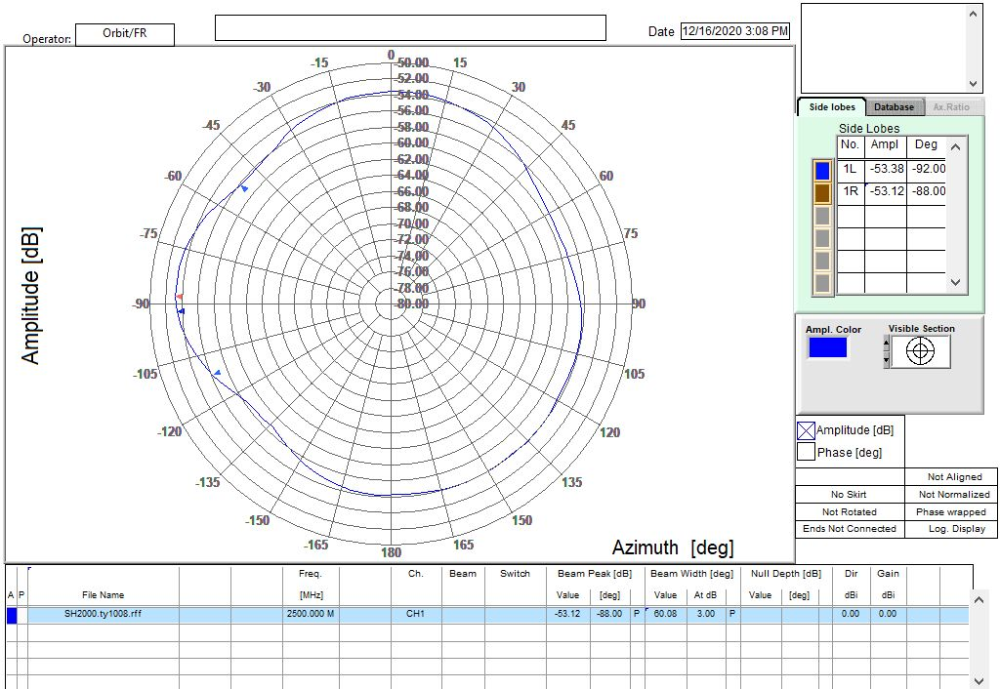 Operator:
Orbit/FR
Date
12/16/2020 3:08 PM
0
-15
15
-30
30
-45
45
-60
60
-75
75
-90
90
-105
105
-120
120
-135
135
-150
150
-165
165
180
-50.00
-52.00
-54.00
-56.00
-58.00
-60.00
-62.00
-64.00
-66.00
-68.00
-70.00
-72.00
-74.00
-76.00
-78.00
-80.00
Amplitude [dB]
Azimuth [deg]
Side lobes
Database
Ax.Ratio
Side Lobes
No. Ampl Deg
1L -53.38 -92.00
1R -53.12 -88.00
Ampl. Color
Visible Section
Amplitude [dB]
Phase [deg]
Not Aligned
No Skirt Not Normalized
Not Rotated Phase wrapped
Ends Not Connected Log. Display
Freq. Ch. Beam Switch Beam Peak [dB] Beam Width [deg] Null Depth [dB] Dir Gain
A P File Name [MHz] Value [deg] Value At dB Value [deg] dBi dBi
SH2000.ty1008.rff 2500.000 M CH1 -53.12 -88.00 P 60.08 3.00 P 0.00 0.00